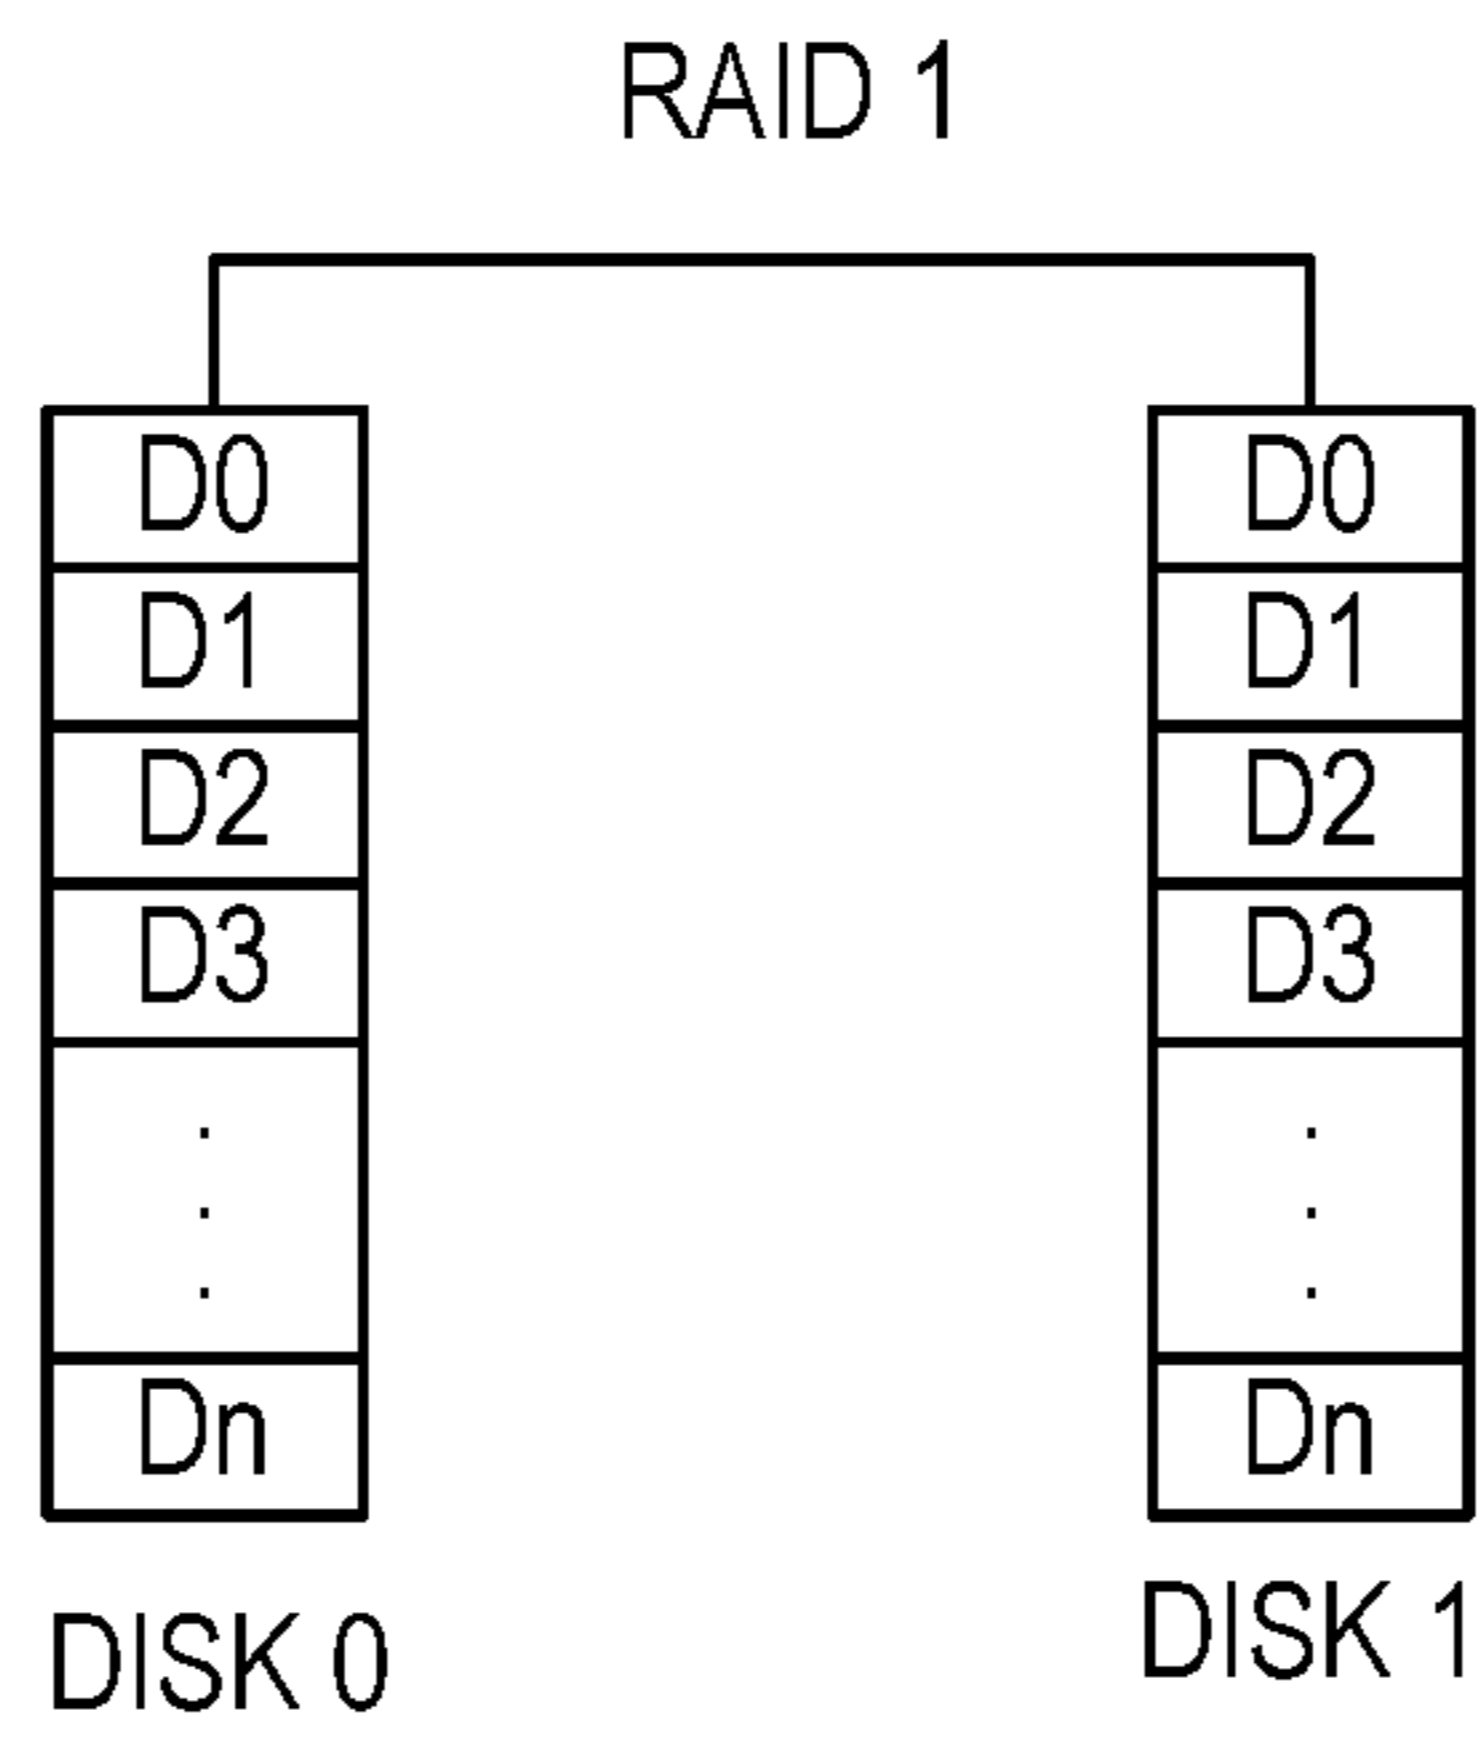 RAID 1
D0 D0
D1 D1
D2 D2
D3 D3
.
.
.
.
.
.
Dn Dn
DISK 0 DISK 1